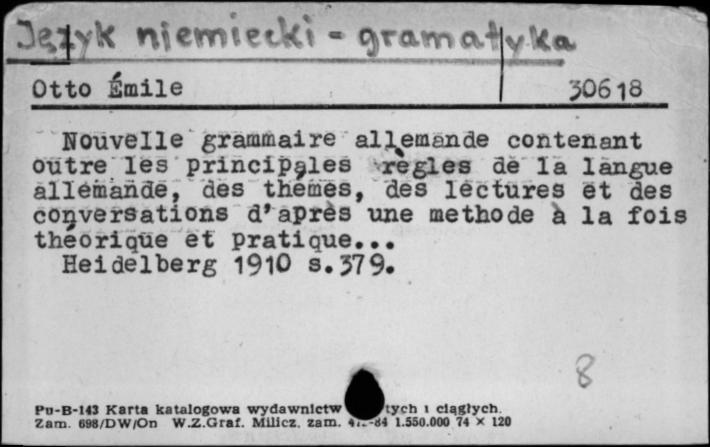 Język niemiecki - gramatyka
Otto Émile 30618
Nouvelle grammaire allemande contenant
outre les principales règles de la langue
allemande, des thèmes, des lectures et des
conversations d'après une methode à la fois
théorique et pratique...
Heidelberg 1910 s.379.
8
Pu-B-143 Karta katalogowa wydawnictw tych i ciągłych.
Zam. 698/DW/On W.Z.Graf. Milicz. zam. 1.550.000 74 × 120